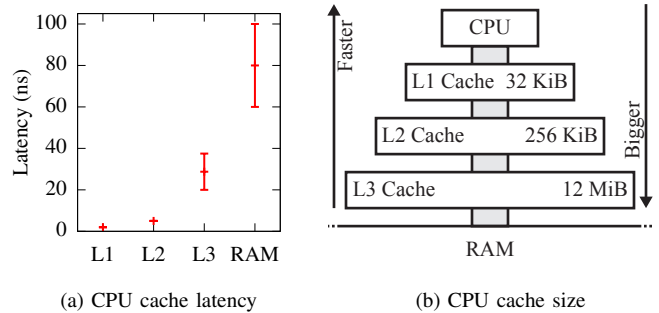 Latency (ns)
100
80
60
40
20
0
L1 L2 L3 RAM
(a) CPU cache latency
Faster
Bigger
CPU
L1 Cache 32 KiB
L2 Cache 256 KiB
L3 Cache 12 MiB
RAM
(b) CPU cache size